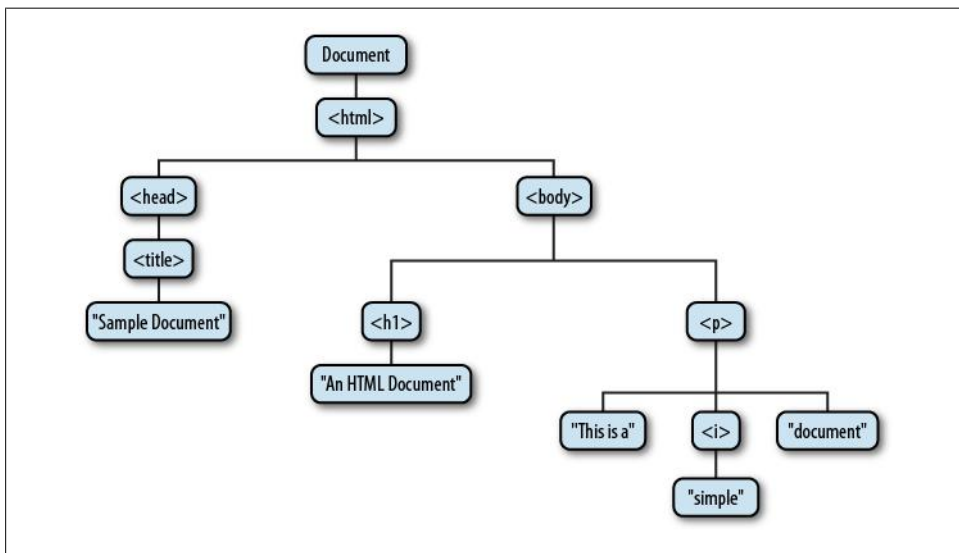 Document
<html>
<head>
<body>
<title>
"Sample Document"
<h1>
<p>
"An HTML Document"
"This is a"
<i>
"document"
"simple"